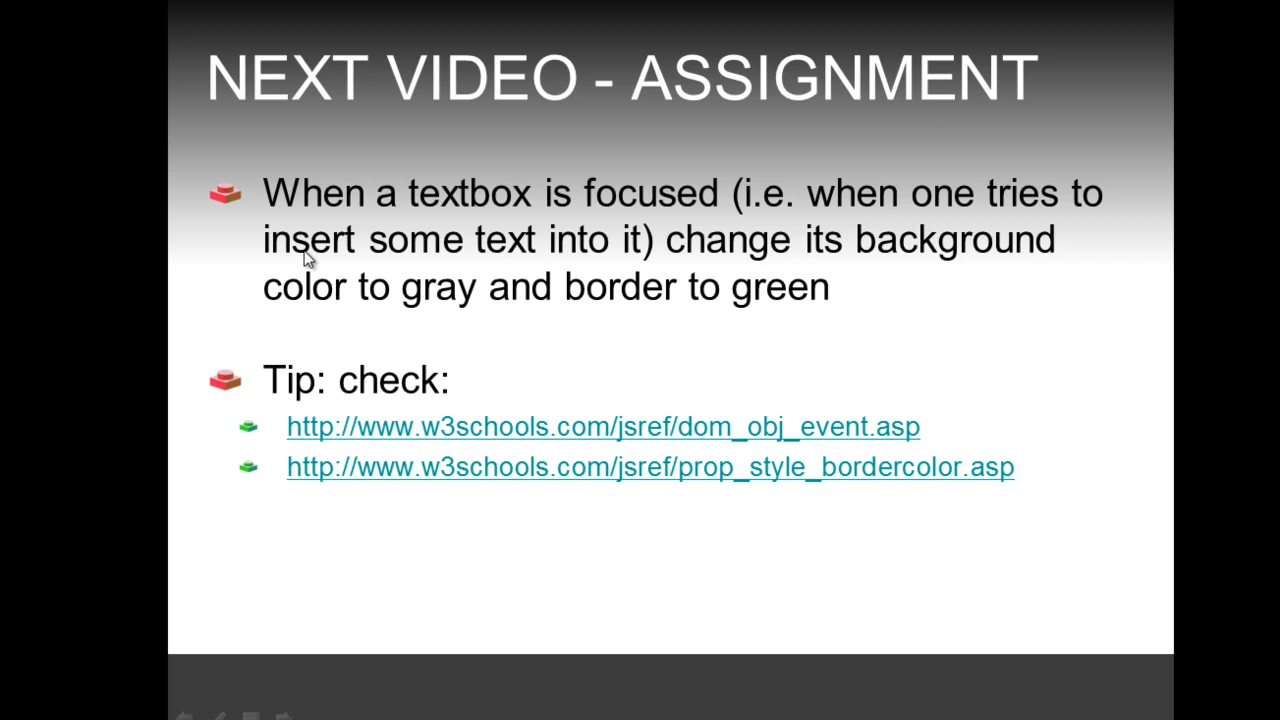 NEXT VIDEO - ASSIGNMENT
When a textbox is focused (i.e. when one tries to
insert some text into it) change its background
color to gray and border to green
Tip: check:
http://www.w3schools.com/jsref/dom_obj_event.asp
http://www.w3schools.com/jsref/prop_style_bordercolor.asp